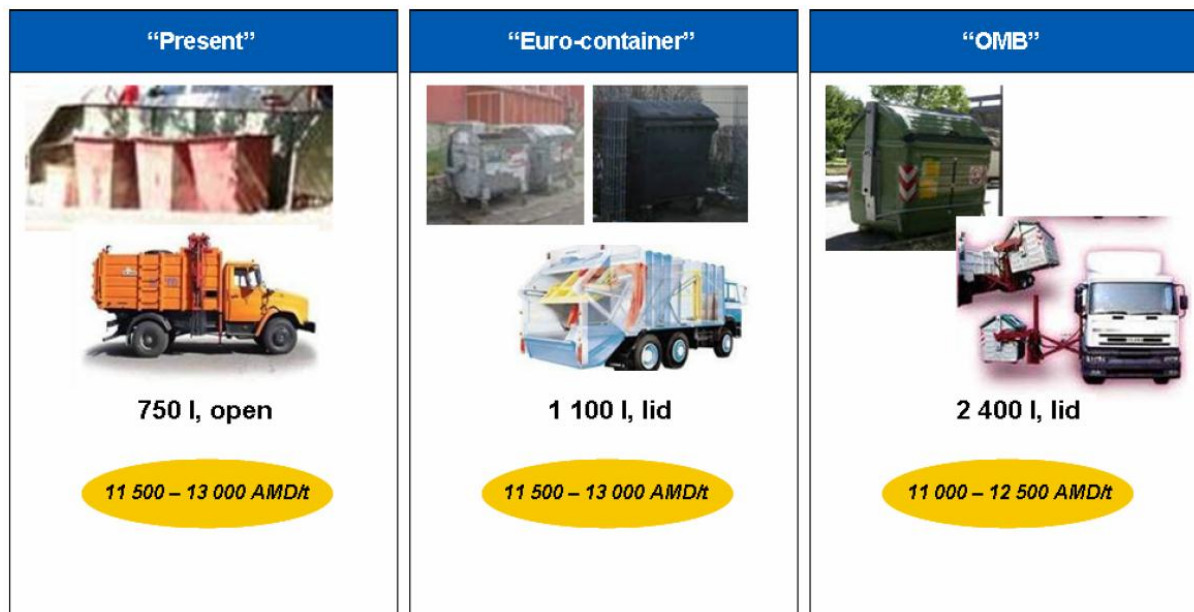 “Present”
750 l, open
11 500 – 13 000 AMD/t
“Euro-container”
1 100 l, lid
11 500 – 13 000 AMD/t
“OMB”
2 400 l, lid
11 000 – 12 500 AMD/t